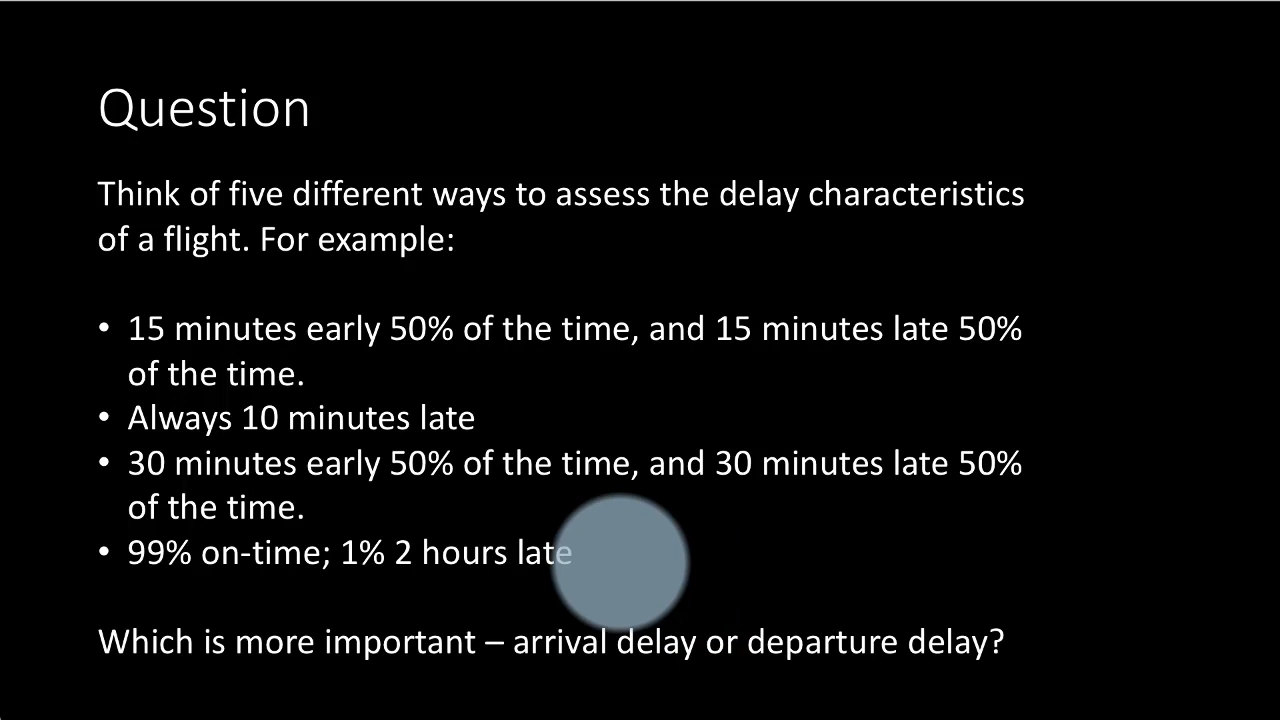 Question
Think of five different ways to assess the delay characteristics
of a flight. For example:
• 15 minutes early 50% of the time, and 15 minutes late 50%
of the time.
• Always 10 minutes late
• 30 minutes early 50% of the time, and 30 minutes late 50%
of the time.
• 99% on-time; 1% 2 hours late
Which is more important – arrival delay or departure delay?